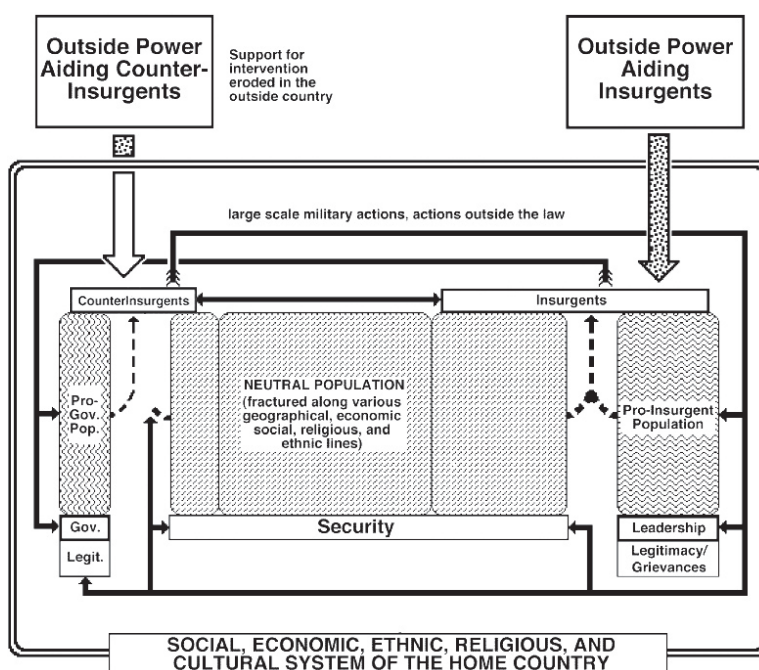 Outside Power
Aiding Counter-
Insurgents
Support for
intervention
eroded in the
outside country
Outside Power
Aiding
Insurgents
large scale military actions, actions outside the law
CounterInsurgents
Insurgents
Pro-
Gov.
Pop.
NEUTRAL POPULATION
(fractured along various
geographical, economic
social, religious, and
ethnic lines)
Pro-Insurgent
Population
Gov.
Legit.
Security
Leadership
Legitimacy/
Grievances
SOCIAL, ECONOMIC, ETHNIC, RELIGIOUS, AND
CULTURAL SYSTEM OF THE HOME COUNTRY